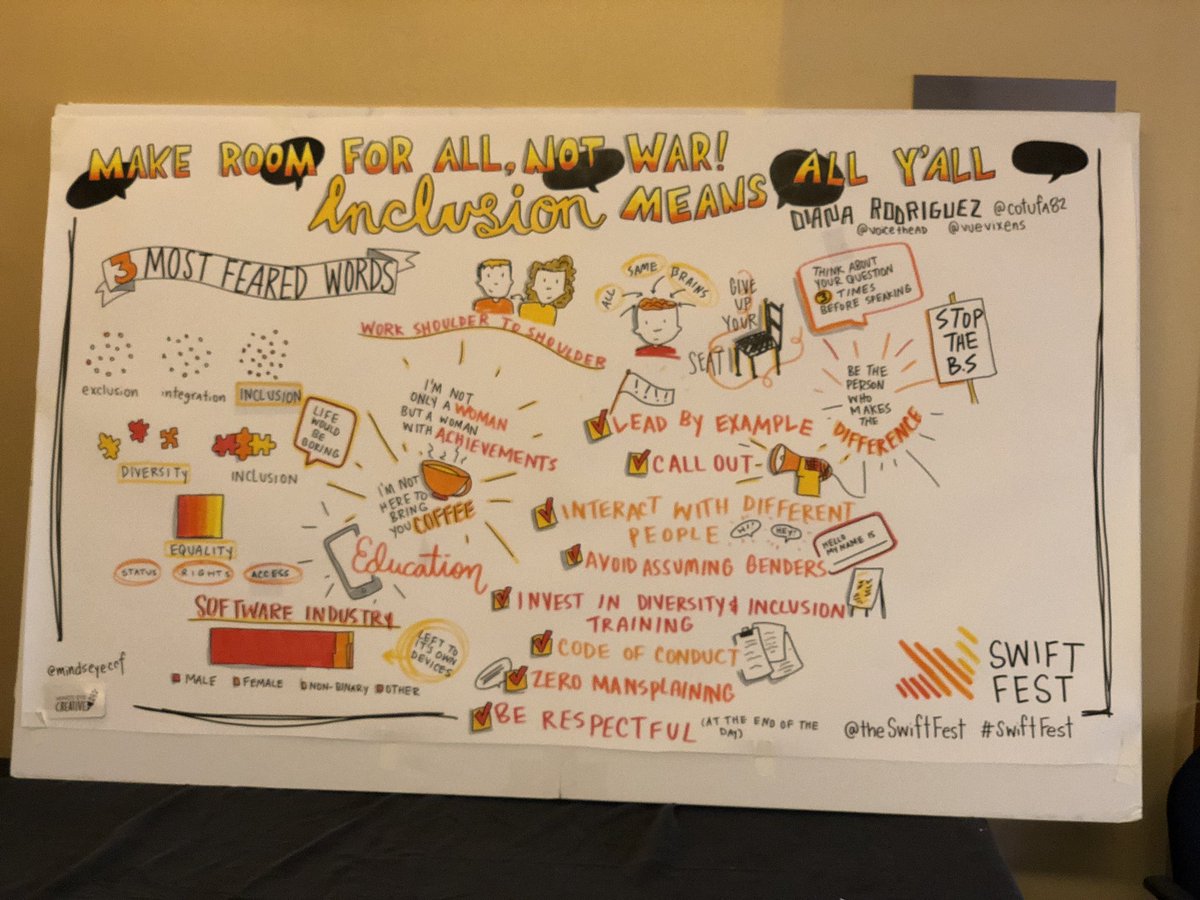 MAKE ROOM FOR ALL, NOT WAR!
Inclusion MEANS ALL Y'ALL
DIANA RODRIGUEZ @cotufa82
@voicethead @vuevixens
3 MOST FEARED WORDS
exclusion
integration
INCLUSION
DIVERSITY
INCLUSION
LIFE
WOULD
BE
BORING
EQUALITY
STATUS
RIGHTS
ACCESS
SOFTWARE INDUSTRY
LEFT TO
IT'S OWN
DEVICES
MALE
FEMALE
NON-BINARY
OTHER
@mindseyeccf
CREATIVE
WORK SHOULDER TO SHOULDER
I'M NOT
ONLY A WOMAN
BUT A WOMAN
WITH ACHIEVEMENTS
I'M NOT
HERE TO
BRING
YOU COFFEE
Education
ALL
SAME
BRAINS
GIVE
UP
YOUR
SEAT!
THINK ABOUT
YOUR QUESTION
3 TIMES
BEFORE SPEAKING
STOP
THE
B.S
BE THE
PERSON
WHO
MAKES
THE
DIFFERENCE
!!!!
LEAD BY EXAMPLE
CALL OUT
INTERACT WITH DIFFERENT
PEOPLE
HI!
HEY!
HELLO
MY NAME IS
AVOID ASSUMING GENDERS
INVEST IN DIVERSITY & INCLUSION
TRAINING
CODE OF CONDUCT
ZERO MANSPLAINING
BE RESPECTFUL (AT THE END OF THE
DAY)
SWIFT
FEST
@theSwiftFest #SwiftFest